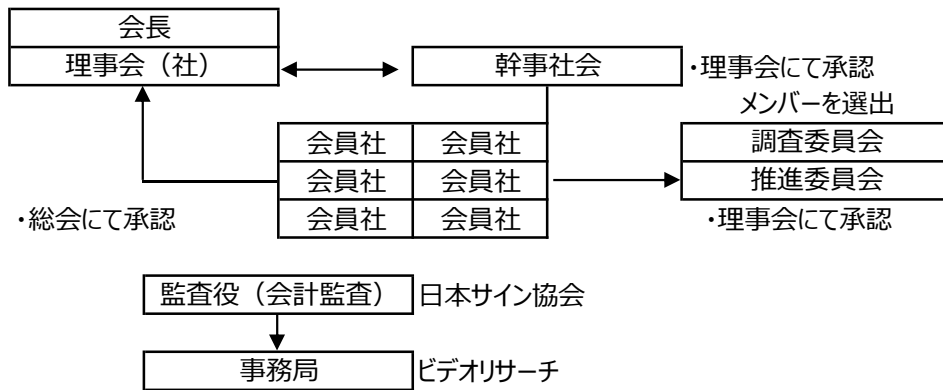 会長
理事会（社）
幹事社会
・理事会にて承認
メンバーを選出
会員社 会員社
会員社 会員社
会員社 会員社
調査委員会
推進委員会
・総会にて承認
・理事会にて承認
監査役（会計監査） 日本サイン協会
事務局 ビデオリサーチ